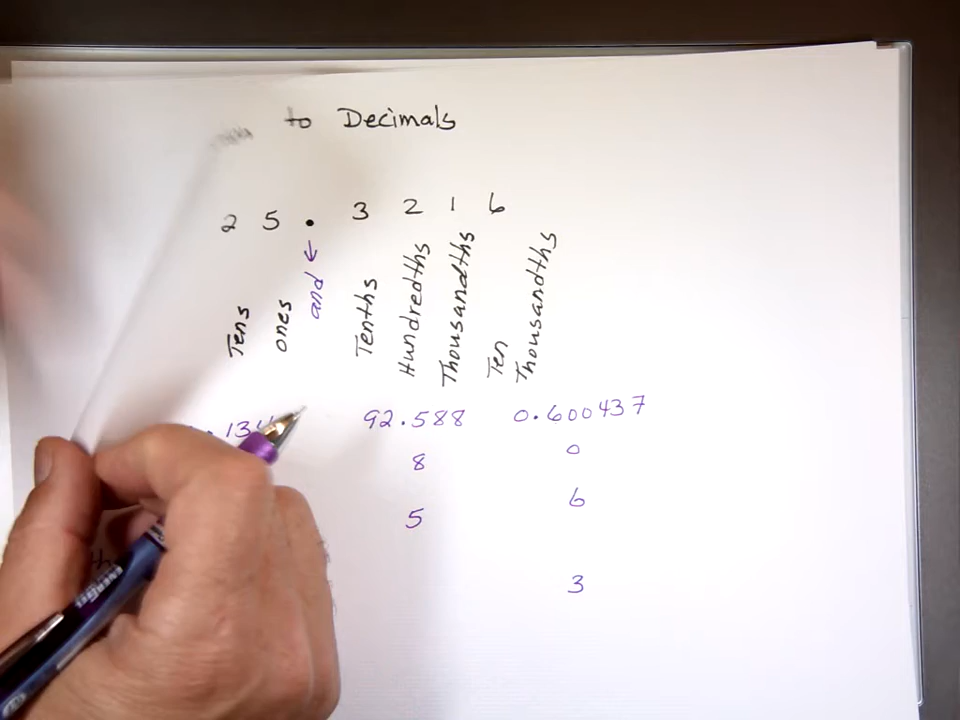 to Decimals
2 5 . 3 2 1 6
Tens ones and Tenths Hundredths Thousandths Ten Thousandths
.134 92.588 0.600437
8 0
5 6
3